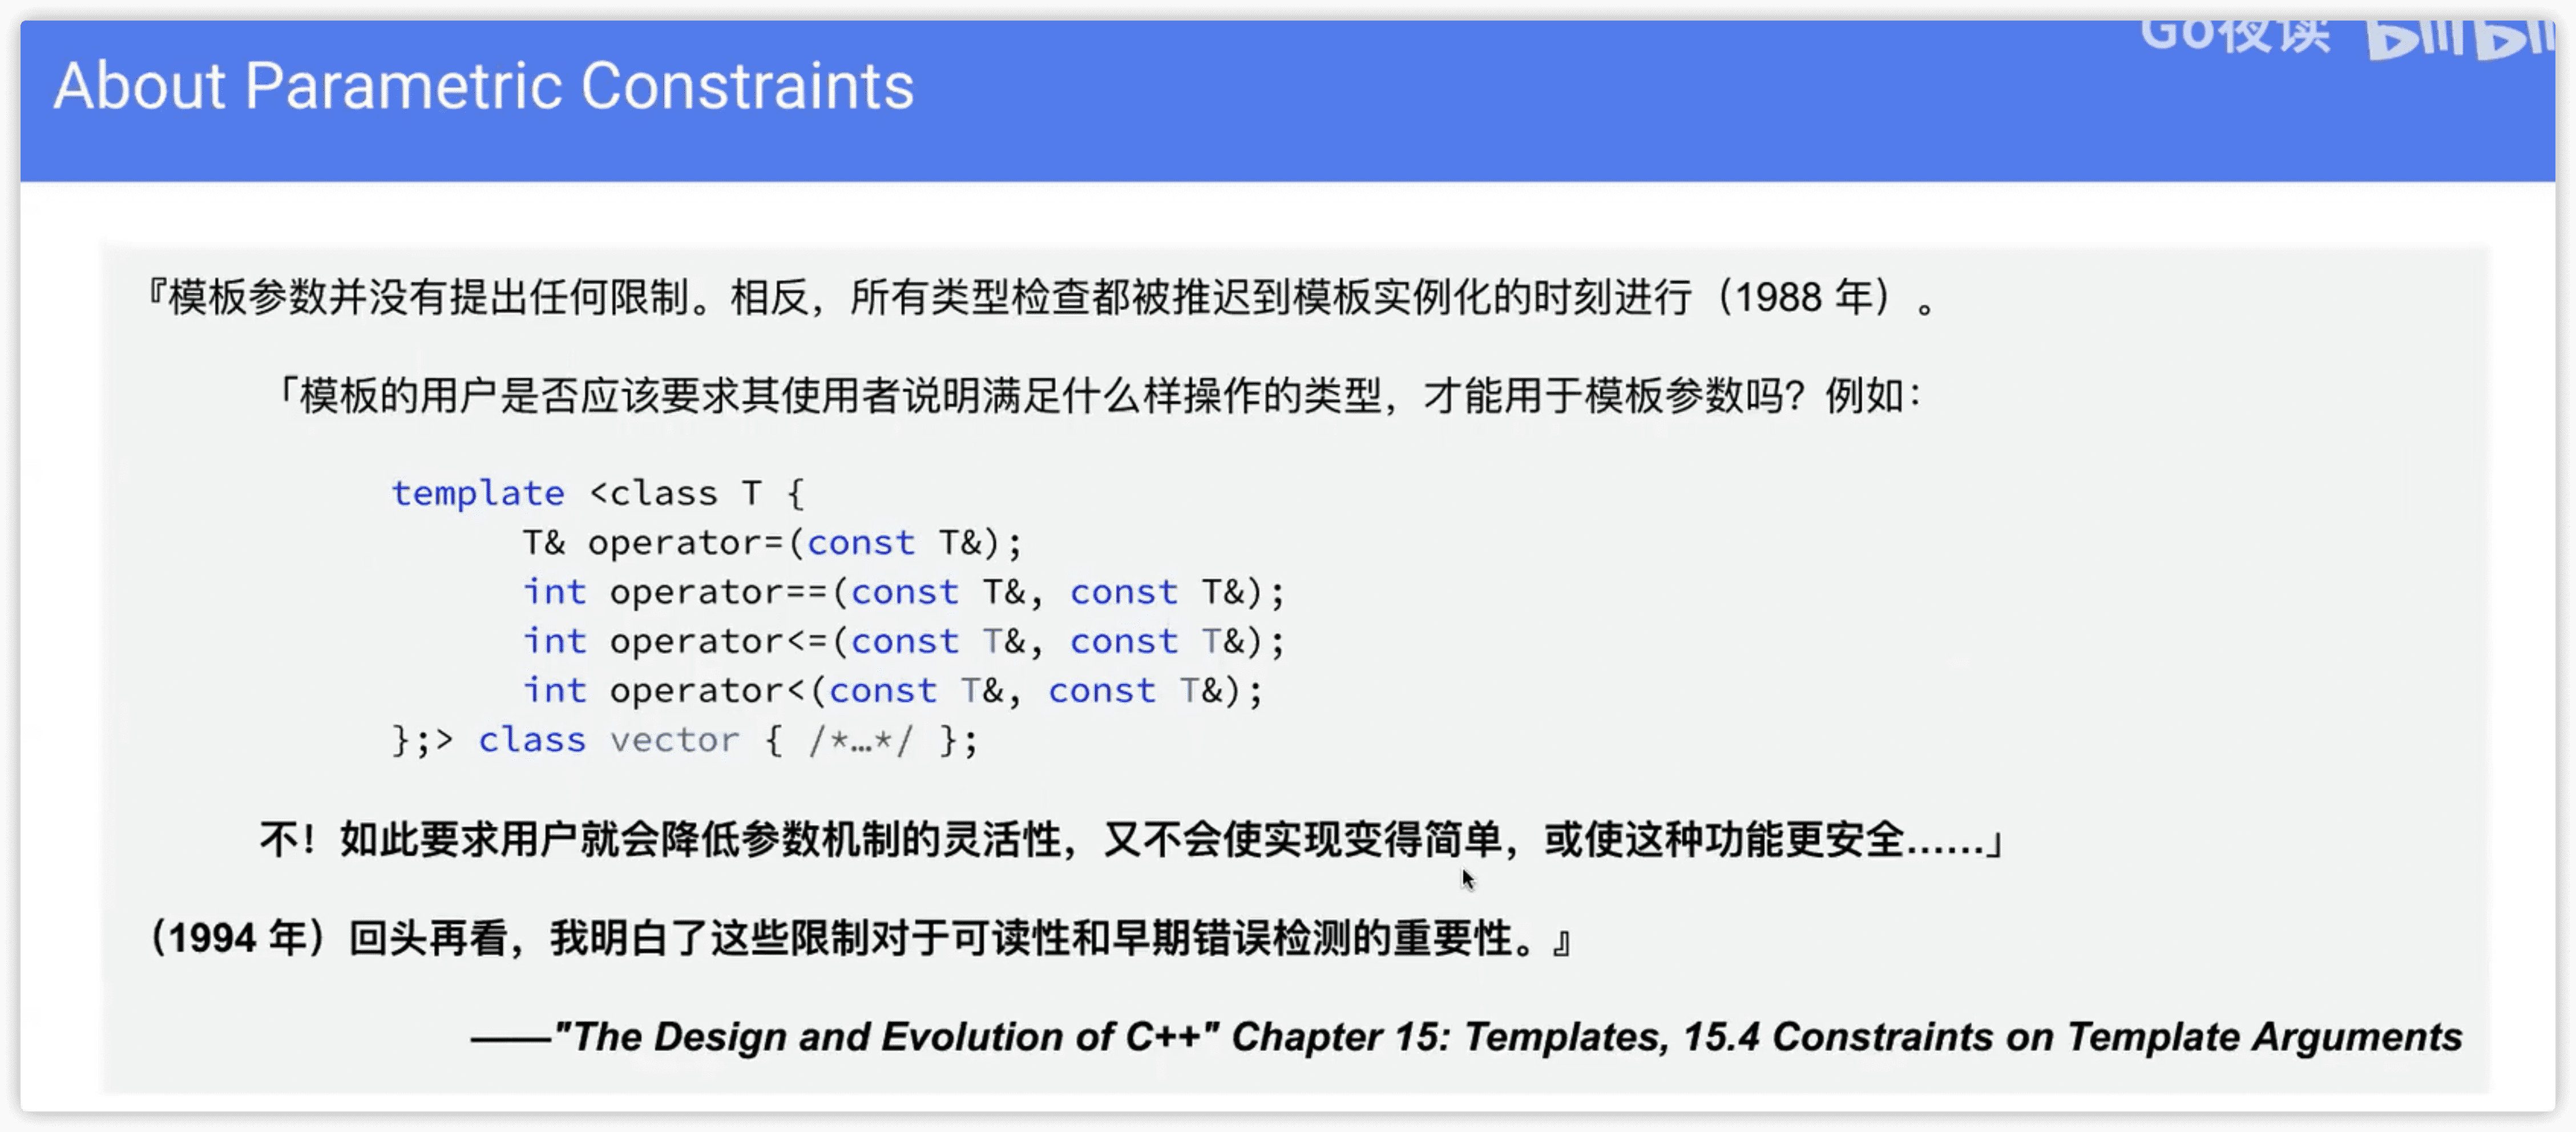 Go夜读 bilibili
About Parametric Constraints
『模板参数并没有提出任何限制。相反，所有类型检查都被推迟到模板实例化的时刻进行（1988 年）。
「模板的用户是否应该要求其使用者说明满足什么样操作的类型，才能用于模板参数吗？例如：
template <class T {
T& operator=(const T&);
int operator==(const T&, const T&);
int operator<=(const T&, const T&);
int operator<(const T&, const T&);
};> class vector { /*…*/ };
不！如此要求用户就会降低参数机制的灵活性，又不会使实现变得简单，或使这种功能更安全……」
（1994 年）回头再看，我明白了这些限制对于可读性和早期错误检测的重要性。』
——"The Design and Evolution of C++" Chapter 15: Templates, 15.4 Constraints on Template Arguments